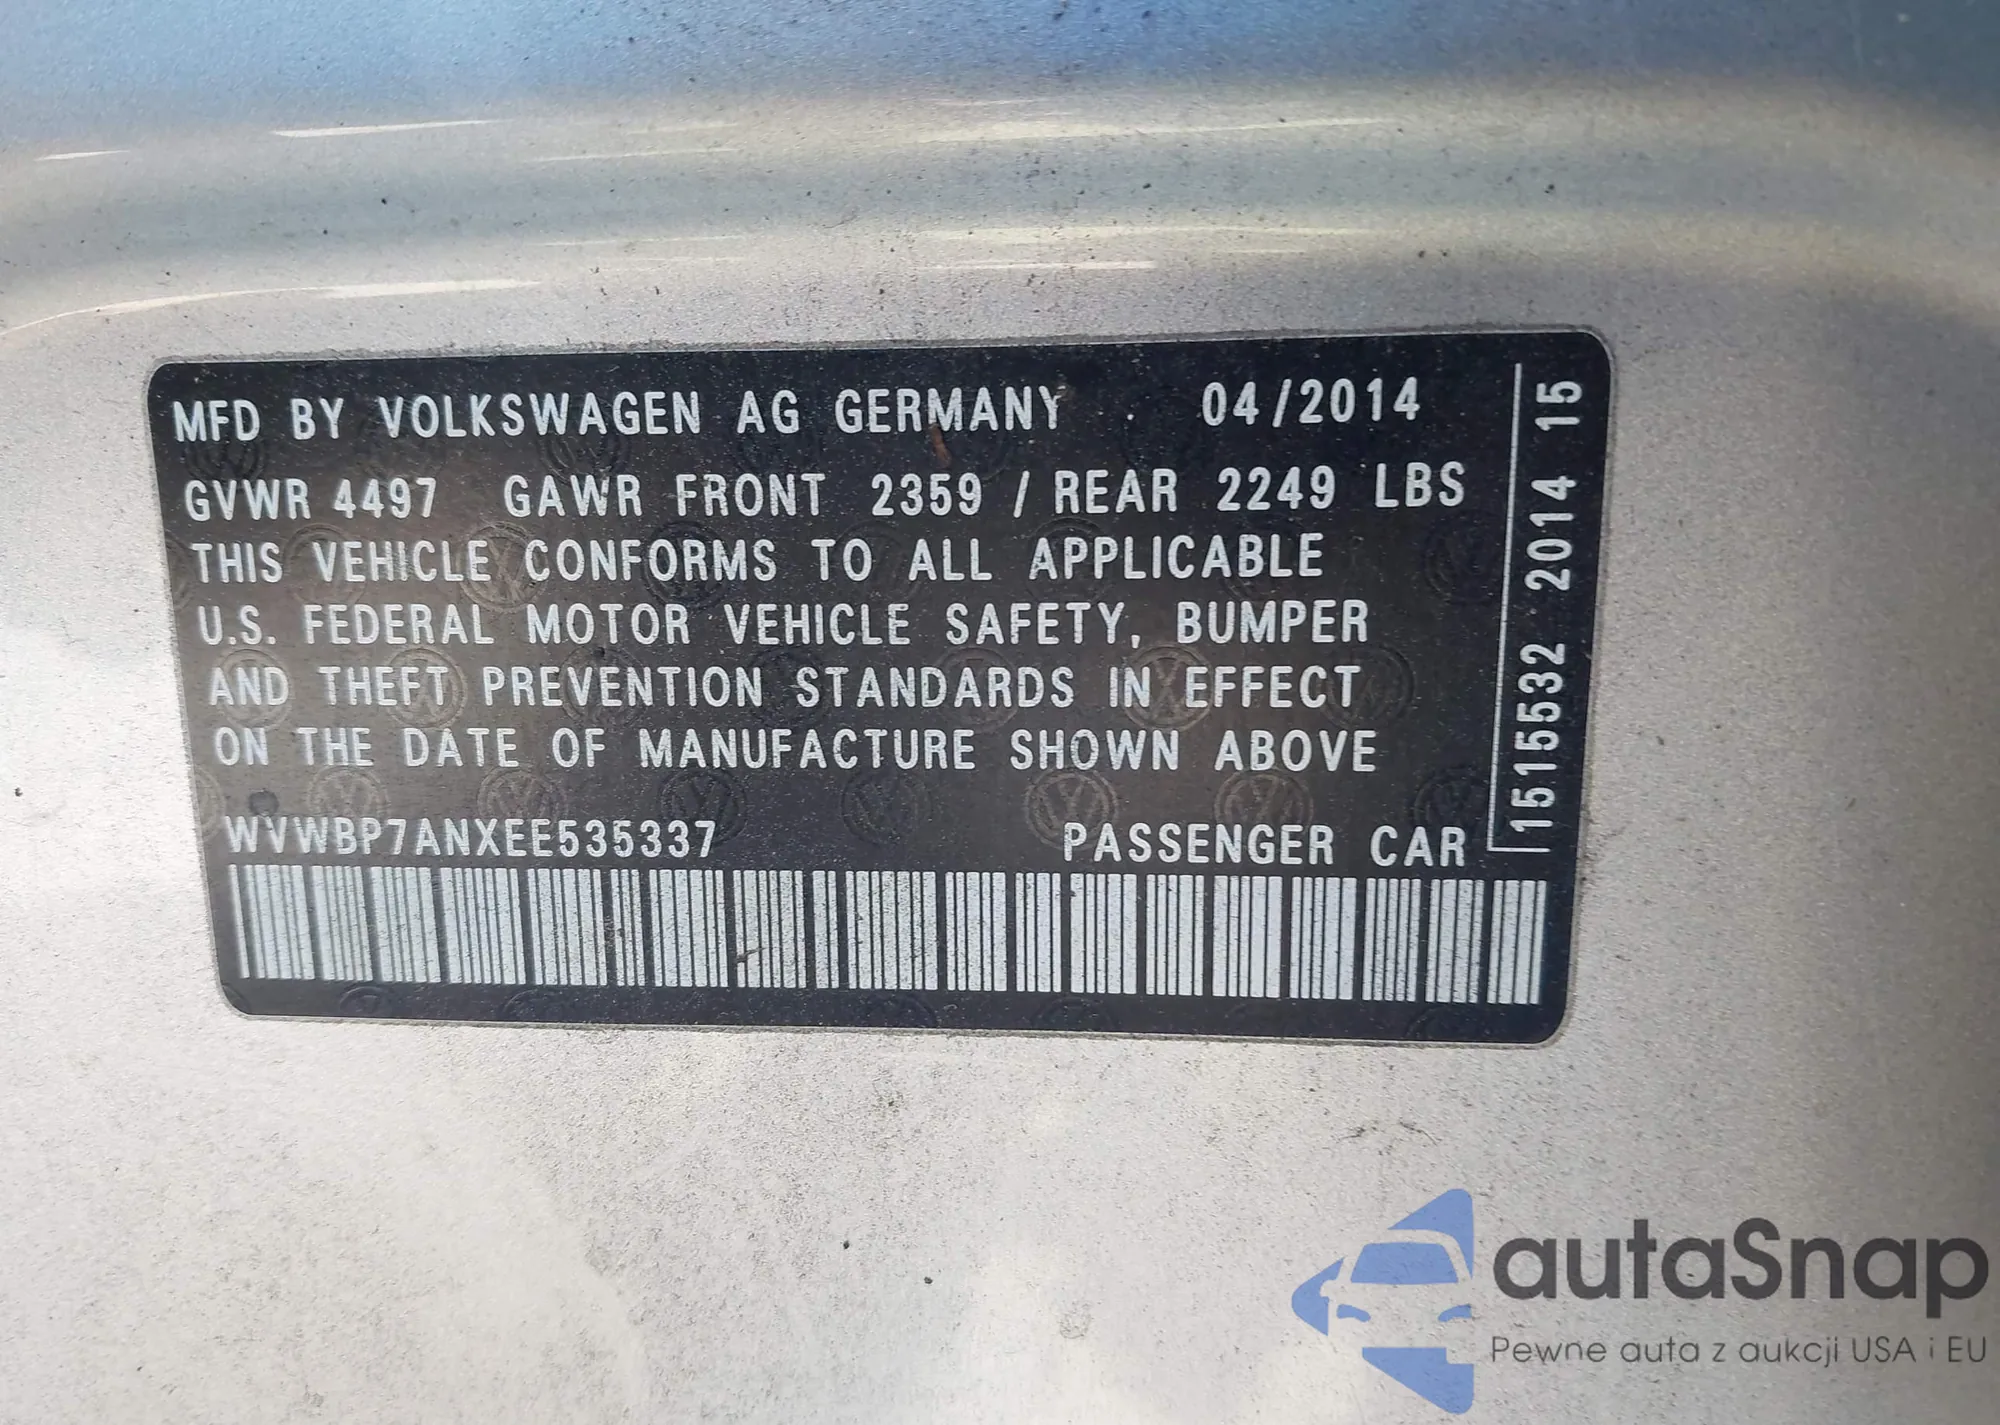 MFD BY VOLKSWAGEN AG GERMANY 04/2014
GVWR 4497 GAWR FRONT 2359 / REAR 2249 LBS
THIS VEHICLE CONFORMS TO ALL APPLICABLE
U.S. FEDERAL MOTOR VEHICLE SAFETY, BUMPER
AND THEFT PREVENTION STANDARDS IN EFFECT
ON THE DATE OF MANUFACTURE SHOWN ABOVE
WVWBP7ANXEE535337 PASSENGER CAR
1515532 2014 15
autaSnap
Pewne auta z aukcji USA i EU